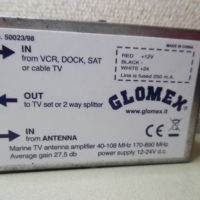 . 50023/98
MADE IN CHINA
IN
from VCR, DOCK, SAT
or cable TV
RED +12V
BLACK -
WHITE +24
Line is fused 250 mA.
OUT
to TV set or 2 way splitter
GLOMEX
www.glomex.it
IN
from ANTENNA
Marine TV antenna amplifier 40-108 MHz 170-890 MHz
Average gain 27,5 db power supply 12-24V d.c.